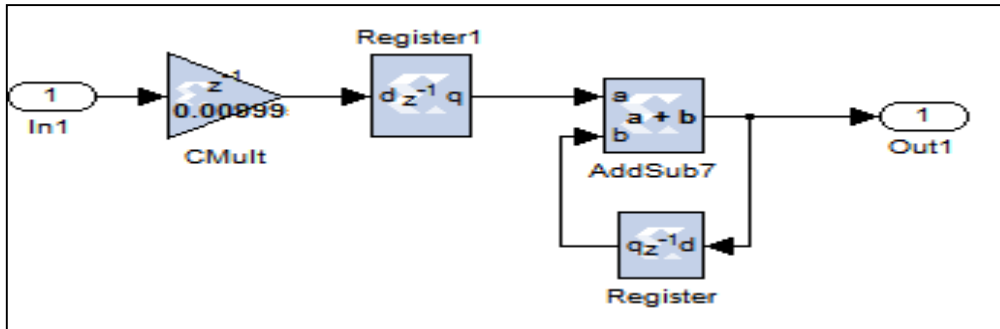 Register1
1
In1
z⁻¹
0.00999
CMult
d z⁻¹ q
a
b
a + b
AddSub7
1
Out1
q z⁻¹ d
Register